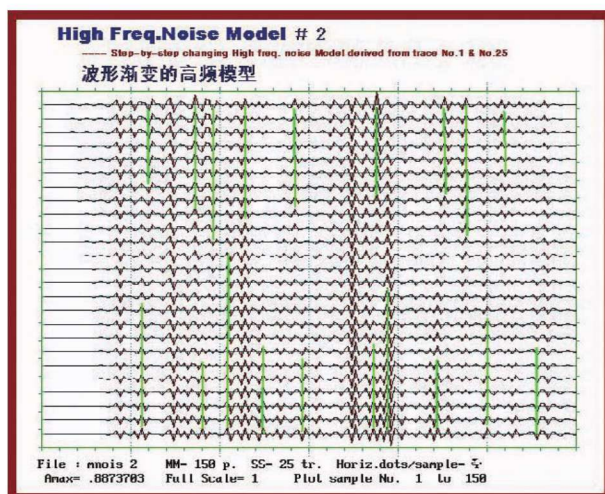 High Freq.Noise Model # 2
---- Step-by-step changing High freq. noise Model derived from trace No.1 & No.25
波形渐变的高频模型
File : mnois 2 MM- 150 p. SS- 25 tr. Horiz.dots/sample-
Amax= .8873703 Full Scale= 1 Plot sample No. 1 to 150